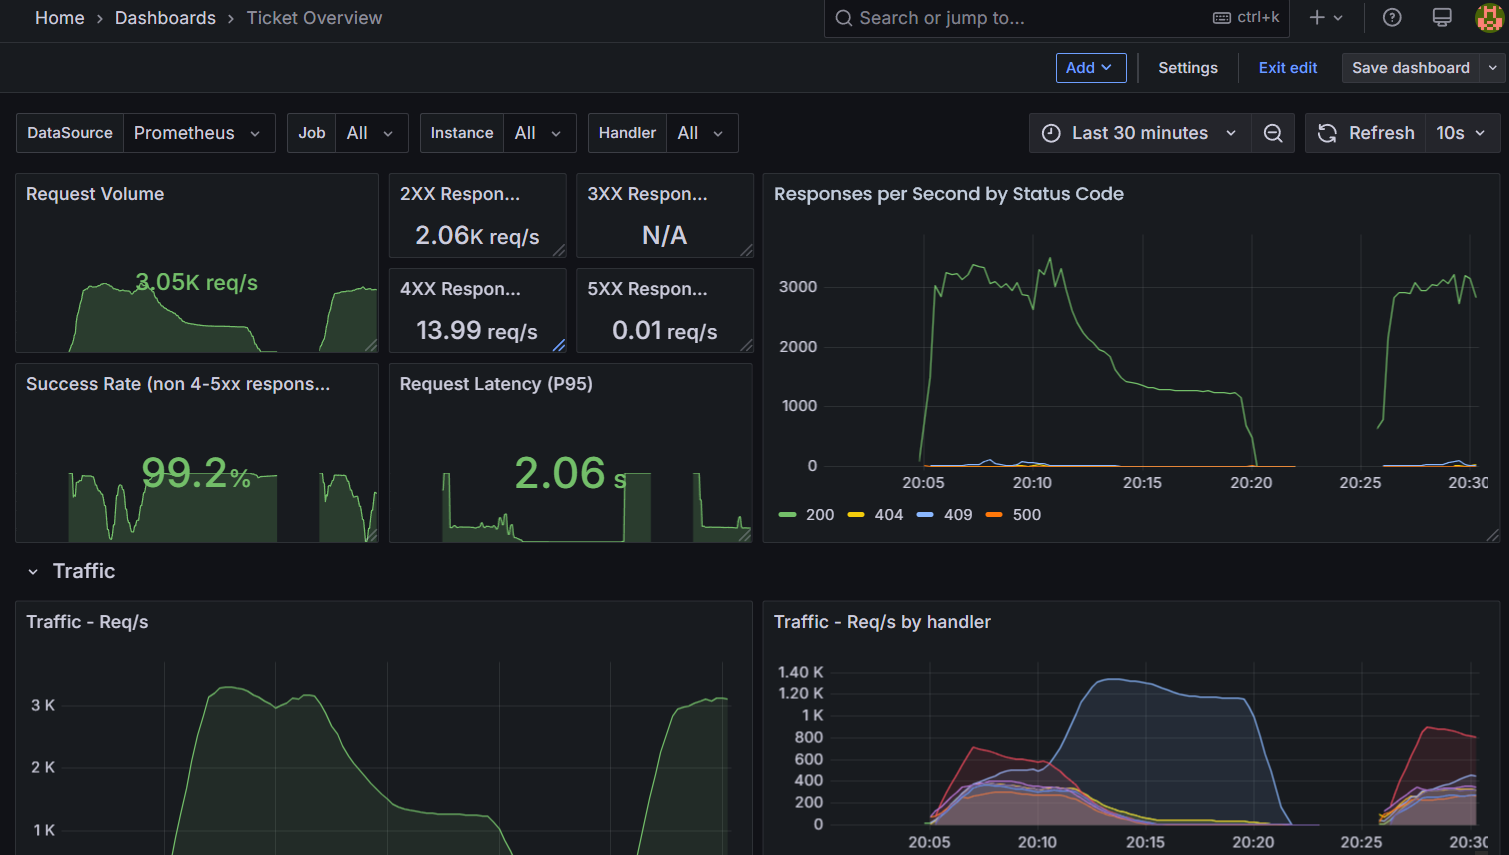 Home › Dashboards › Ticket Overview
Search or jump to...
ctrl+k
Add
Settings
Exit edit
Save dashboard
DataSource Prometheus
Job All
Instance All
Handler All
Last 30 minutes
Refresh 10s
Request Volume
3.05K req/s
2XX Respon...
2.06K req/s
3XX Respon...
N/A
4XX Respon...
13.99 req/s
5XX Respon...
0.01 req/s
Success Rate (non 4-5xx respons...
99.2%
Request Latency (P95)
2.06 s
Responses per Second by Status Code
3000
2000
1000
0
20:05 20:10 20:15 20:20 20:25 20:30
200 404 409 500
Traffic
Traffic - Req/s
3 K
2 K
1 K
Traffic - Req/s by handler
1.40 K
1.20 K
1 K
800
600
400
200
0
20:05 20:10 20:15 20:20 20:25 20:30